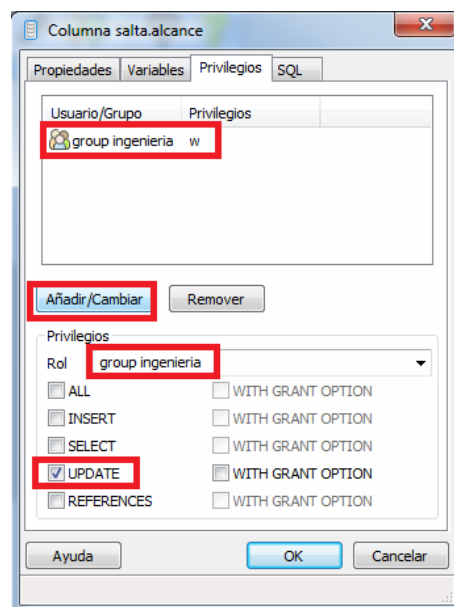 Columna salta.alcance
Propiedades Variables Privilegios SQL
Usuario/Grupo Privilegios
group ingenieria w
Añadir/Cambiar Remover
Privilegios
Rol group ingenieria
ALL WITH GRANT OPTION
INSERT WITH GRANT OPTION
SELECT WITH GRANT OPTION
UPDATE WITH GRANT OPTION
REFERENCES WITH GRANT OPTION
Ayuda OK Cancelar